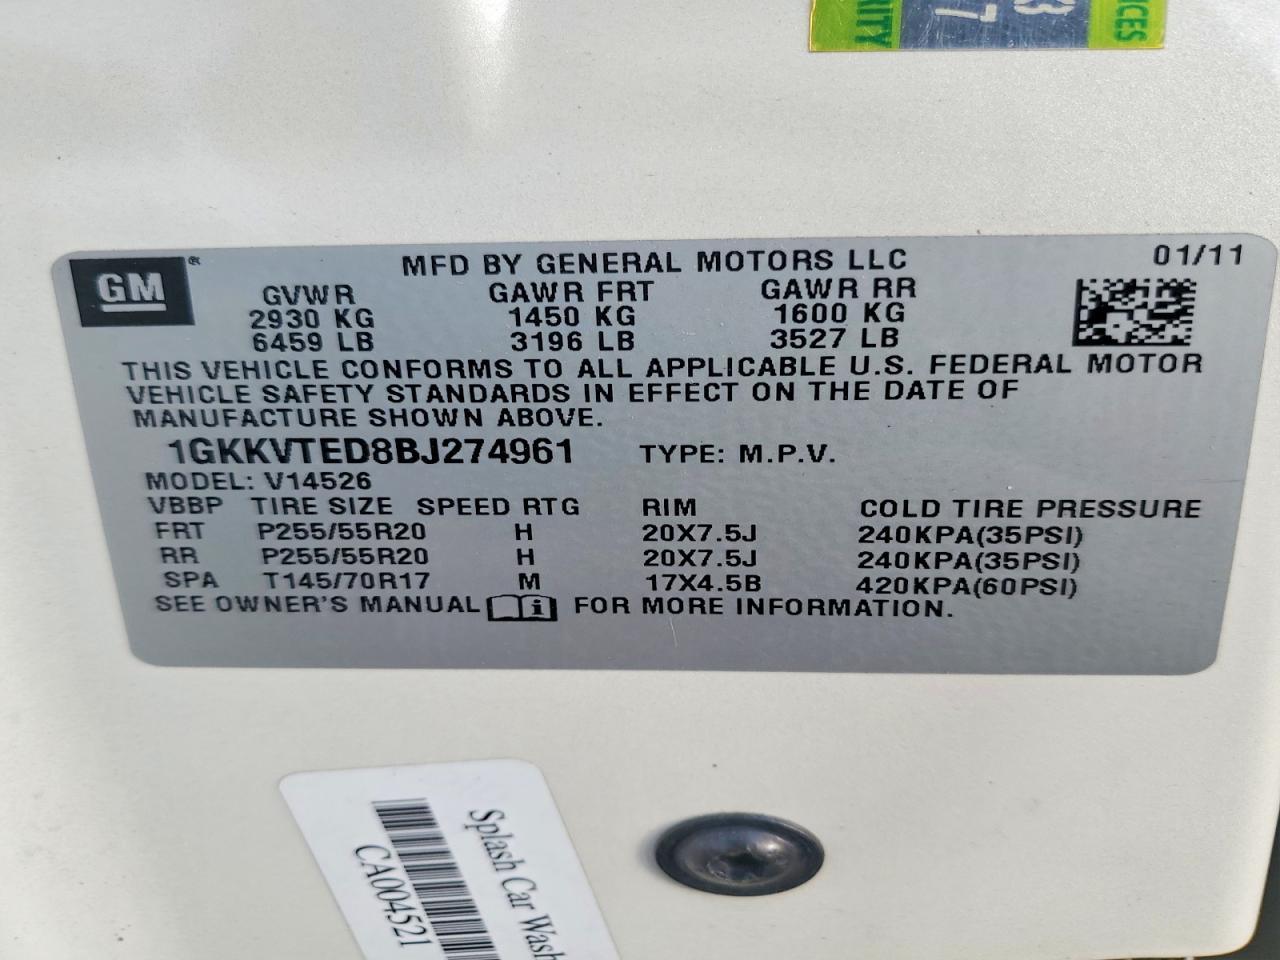 RITY
K3
7
ICES
GM®
MFD BY GENERAL MOTORS LLC
01/11
GVWR GAWR FRT GAWR RR
2930 KG 1450 KG 1600 KG
6459 LB 3196 LB 3527 LB
THIS VEHICLE CONFORMS TO ALL APPLICABLE U.S. FEDERAL MOTOR
VEHICLE SAFETY STANDARDS IN EFFECT ON THE DATE OF
MANUFACTURE SHOWN ABOVE.
1GKKVTED8BJ274961 TYPE: M.P.V.
MODEL: V14526
VBBP TIRE SIZE SPEED RTG RIM COLD TIRE PRESSURE
FRT P255/55R20 H 20X7.5J 240KPA(35PSI)
RR P255/55R20 H 20X7.5J 240KPA(35PSI)
SPA T145/70R17 M 17X4.5B 420KPA(60PSI)
SEE OWNER'S MANUAL i FOR MORE INFORMATION.
Splash Car Wash
CA004521